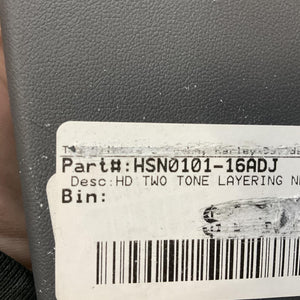 Part#:HSN0101-16ADJ
Desc:HD TWO TONE LAYERING
Bin: